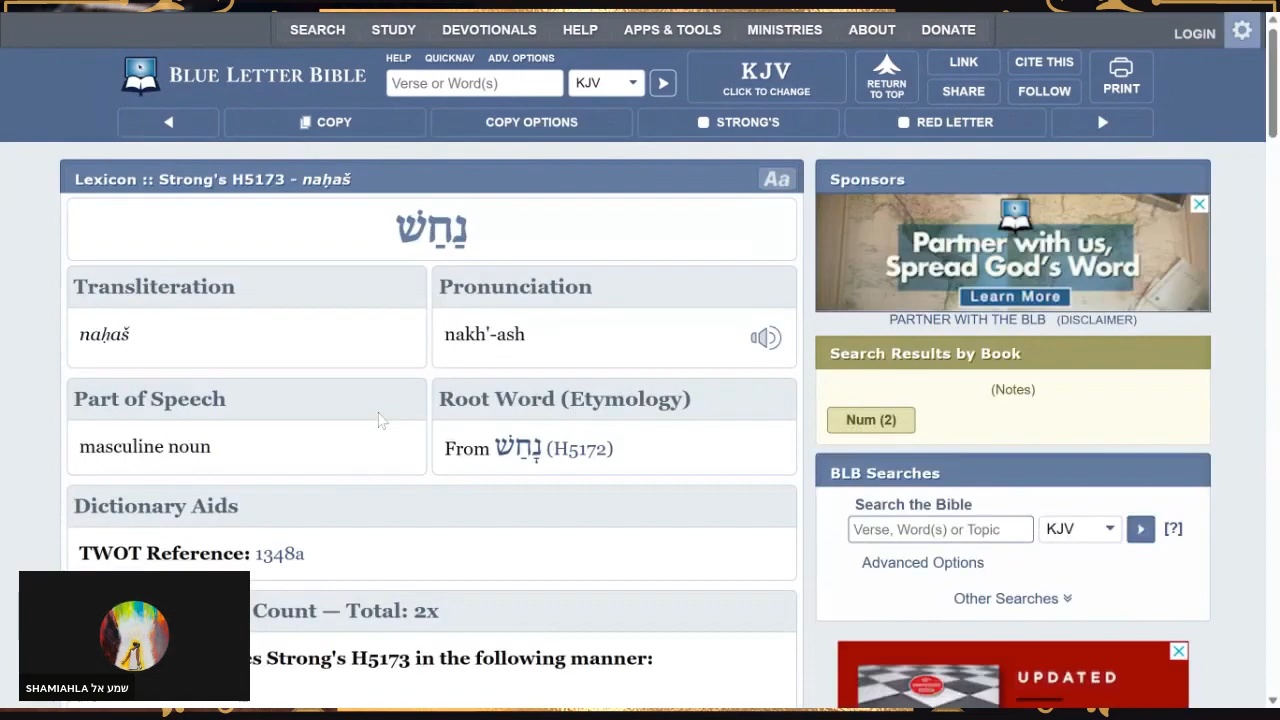 SEARCH STUDY DEVOTIONALS HELP APPS & TOOLS MINISTRIES ABOUT DONATE LOGIN
BLUE LETTER BIBLE
HELP QUICKNAV ADV. OPTIONS
Verse or Word(s) KJV
KJV
CLICK TO CHANGE
RETURN
TO TOP
LINK CITE THIS
SHARE FOLLOW
PRINT
COPY COPY OPTIONS STRONG'S RED LETTER
Lexicon :: Strong's H5173 - naḥaš Aa
נַחַשׁ
Transliteration
naḥaš
Pronunciation
nakh'-ash
Part of Speech
masculine noun
Root Word (Etymology)
From נָחַשׁ (H5172)
Dictionary Aids
TWOT Reference: 1348a
Count — Total: 2x
Strong's H5173 in the following manner:
SHAMIAHLA שמע אל
Sponsors
Partner with us,
Spread God's Word
Learn More
PARTNER WITH THE BLB (DISCLAIMER)
Search Results by Book
(Notes)
Num (2)
BLB Searches
Search the Bible
Verse, Word(s) or Topic KJV [?]
Advanced Options
Other Searches
UPDATED